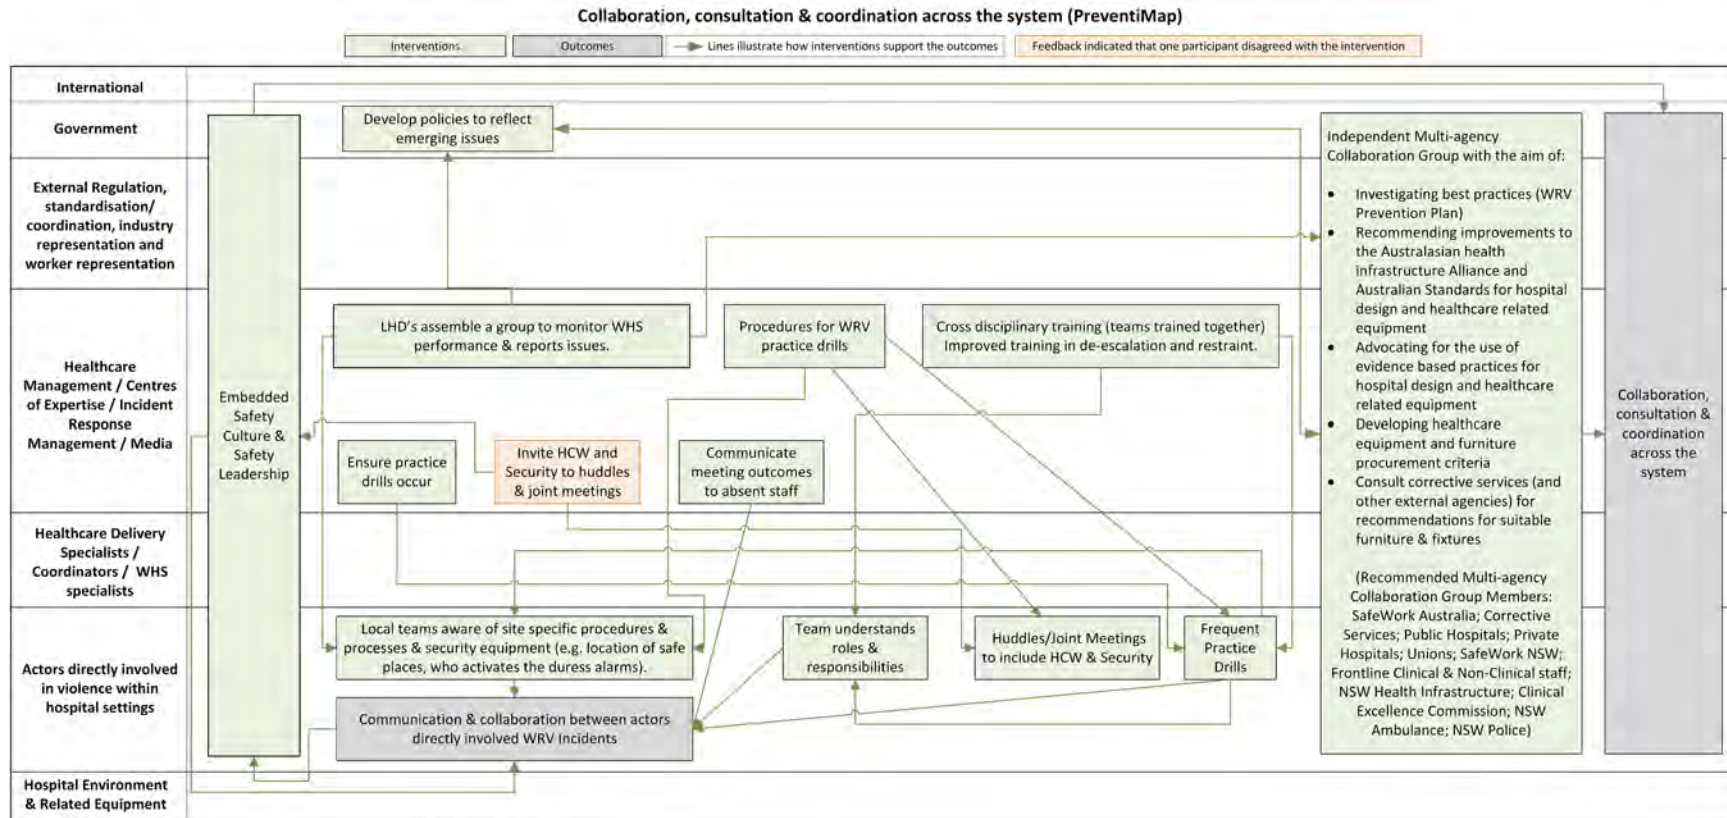 Collaboration, consultation & coordination across the system (PreventiMap)
Interventions
Outcomes
Lines illustrate how interventions support the outcomes
Feedback indicated that one participant disagreed with the intervention
International
Government
External Regulation,
standardisation/
coordination, industry
representation and
worker representation
Healthcare
Management / Centres
of Expertise / Incident
Response
Management / Media
Healthcare Delivery
Specialists /
Coordinators / WHS
specialists
Actors directly involved
in violence within
hospital settings
Hospital Environment
& Related Equipment
Embedded
Safety
Culture &
Safety
Leadership
Develop policies to reflect
emerging issues
LHD's assemble a group to monitor WHS
performance & reports issues.
Procedures for WRV
practice drills
Cross disciplinary training (teams trained together)
Improved training in de-escalation and restraint.
Ensure practice
drills occur
Invite HCW and
Security to huddles
& joint meetings
Communicate
meeting outcomes
to absent staff
Local teams aware of site specific procedures &
processes & security equipment (e.g. location of safe
places, who activates the duress alarms).
Team understands
roles &
responsibilities
Huddles/Joint Meetings
to include HCW & Security
Frequent
Practice
Drills
Communication & collaboration between actors
directly involved WRV Incidents
Independent Multi-agency
Collaboration Group with the aim of:
• Investigating best practices (WRV
Prevention Plan)
• Recommending improvements to
the Australasian health
infrastructure Alliance and
Australian Standards for hospital
design and healthcare related
equipment
• Advocating for the use of
evidence based practices for
hospital design and healthcare
related equipment
• Developing healthcare
equipment and furniture
procurement criteria
• Consult corrective services (and
other external agencies) for
recommendations for suitable
furniture & fixtures
(Recommended Multi-agency
Collaboration Group Members:
SafeWork Australia; Corrective
Services; Public Hospitals; Private
Hospitals; Unions; SafeWork NSW;
Frontline Clinical & Non-Clinical staff;
NSW Health Infrastructure; Clinical
Excellence Commission; NSW
Ambulance; NSW Police)
Collaboration,
consultation &
coordination
across the
system